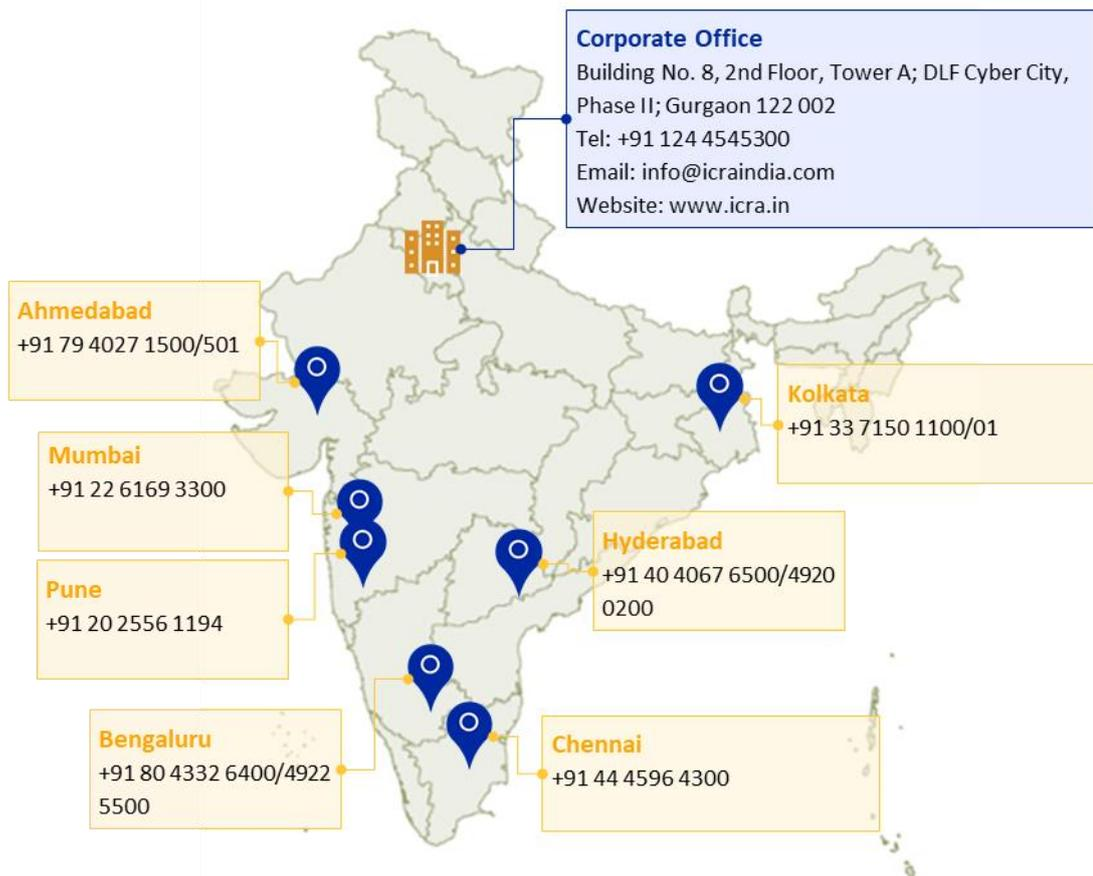 Corporate Office
Building No. 8, 2nd Floor, Tower A; DLF Cyber City,
Phase II; Gurgaon 122 002
Tel: +91 124 4545300
Email: info@icraindia.com
Website: www.icra.in
Ahmedabad
+91 79 4027 1500/501
Kolkata
+91 33 7150 1100/01
Mumbai
+91 22 6169 3300
Hyderabad
+91 40 4067 6500/4920
0200
Pune
+91 20 2556 1194
Bengaluru
+91 80 4332 6400/4922
5500
Chennai
+91 44 4596 4300